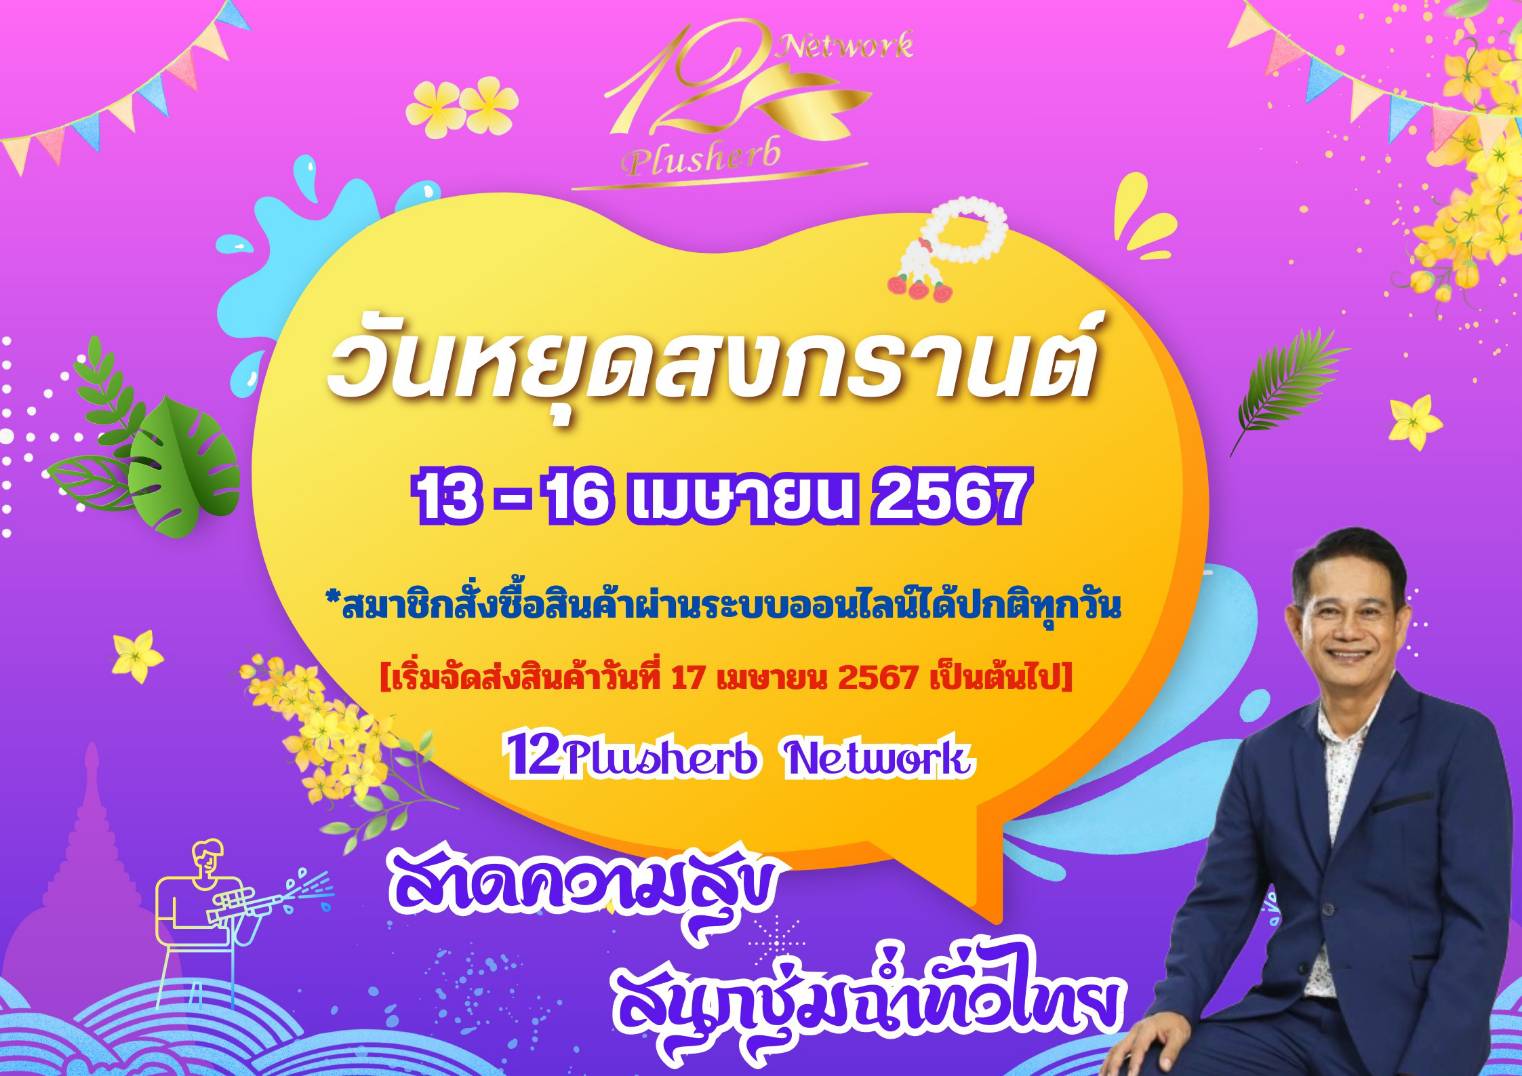 12 Network
Plusherb
วันหยุดสงกรานต์
13 - 16 เมษายน 2567
*สมาชิกสั่งซื้อสินค้าผ่านระบบออนไลน์ได้ปกติทุกวัน
[เริ่มจัดส่งสินค้าวันที่ 17 เมษายน 2567 เป็นต้นไป]
12Plusherb Network
สาดความสุข
สนุกชุ่มฉ่ำทั่วไทย